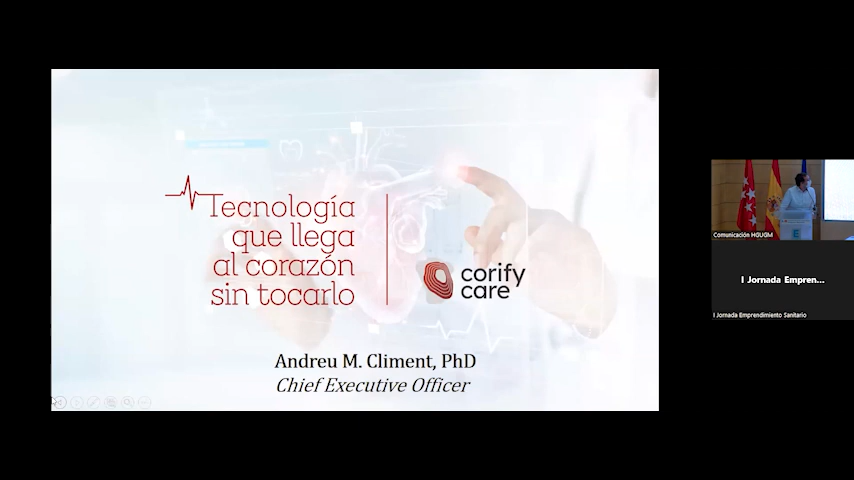 Tecnología
que llega
al corazón
sin tocarlo
corify
care
Andreu M. Climent, PhD
Chief Executive Officer
Comunicación HGUGM
I Jornada Empren...
I Jornada Emprendimiento Sanitario